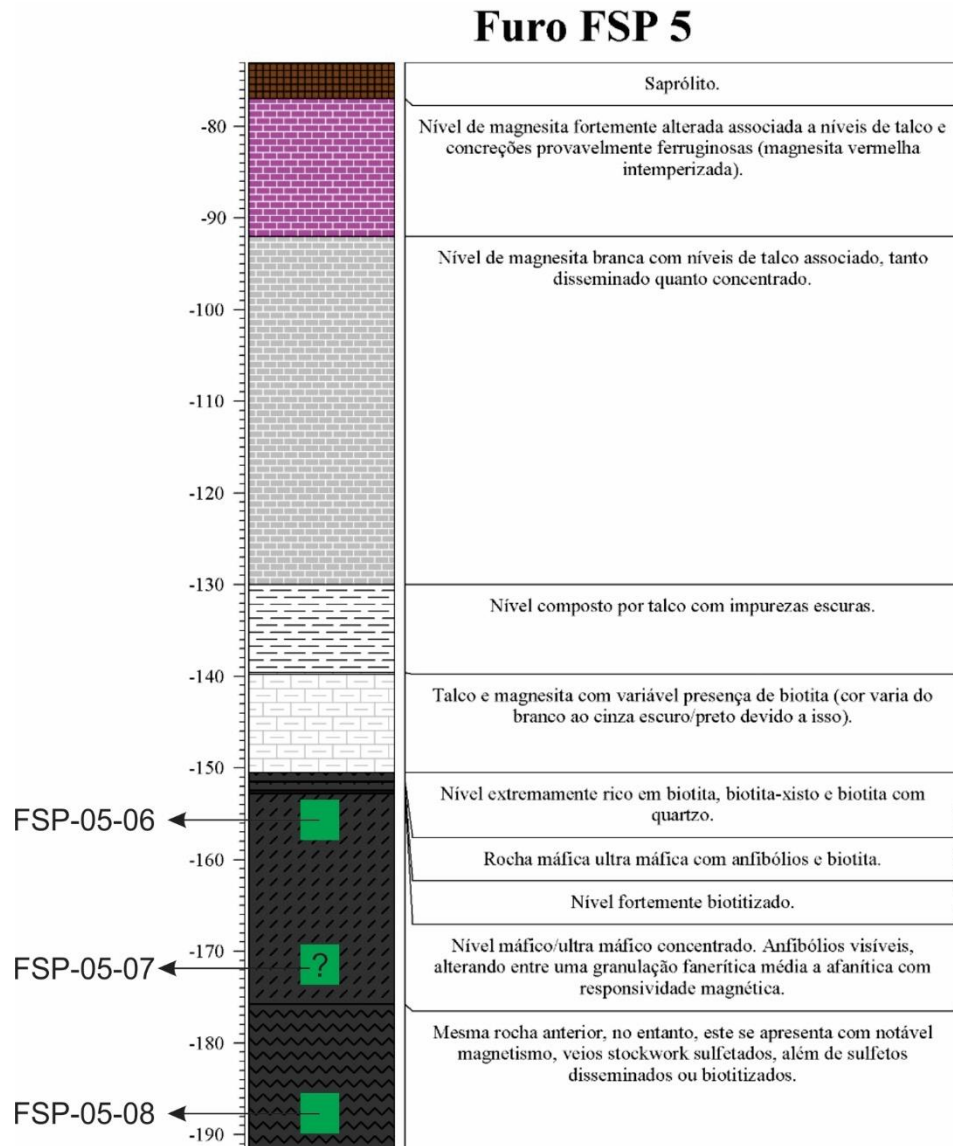 Furo FSP 5
Saprólito.
-80
Nível de magnesita fortemente alterada associada a níveis de talco e
concreções provavelmente ferruginosas (magnesita vermelha
intemperizada).
-90
Nível de magnesita branca com níveis de talco associado, tanto
disseminado quanto concentrado.
-100
-110
-120
-130
Nível composto por talco com impurezas escuras.
-140
Talco e magnesita com variável presença de biotita (cor varia do
branco ao cinza escuro/preto devido a isso).
-150
Nível extremamente rico em biotita, biotita-xisto e biotita com
quartzo.
FSP-05-06
-160
Rocha máfica ultra máfica com anfibólios e biotita.
Nível fortemente biotitizado.
-170
Nível máfico/ultra máfico concentrado. Anfibólios visíveis,
alterando entre uma granulação fanerítica média a afanítica com
responsividade magnética.
FSP-05-07
?
-180
Mesma rocha anterior, no entanto, este se apresenta com notável
magnetismo, veios stockwork sulfetados, além de sulfetos
disseminados ou biotitizados.
FSP-05-08
-190